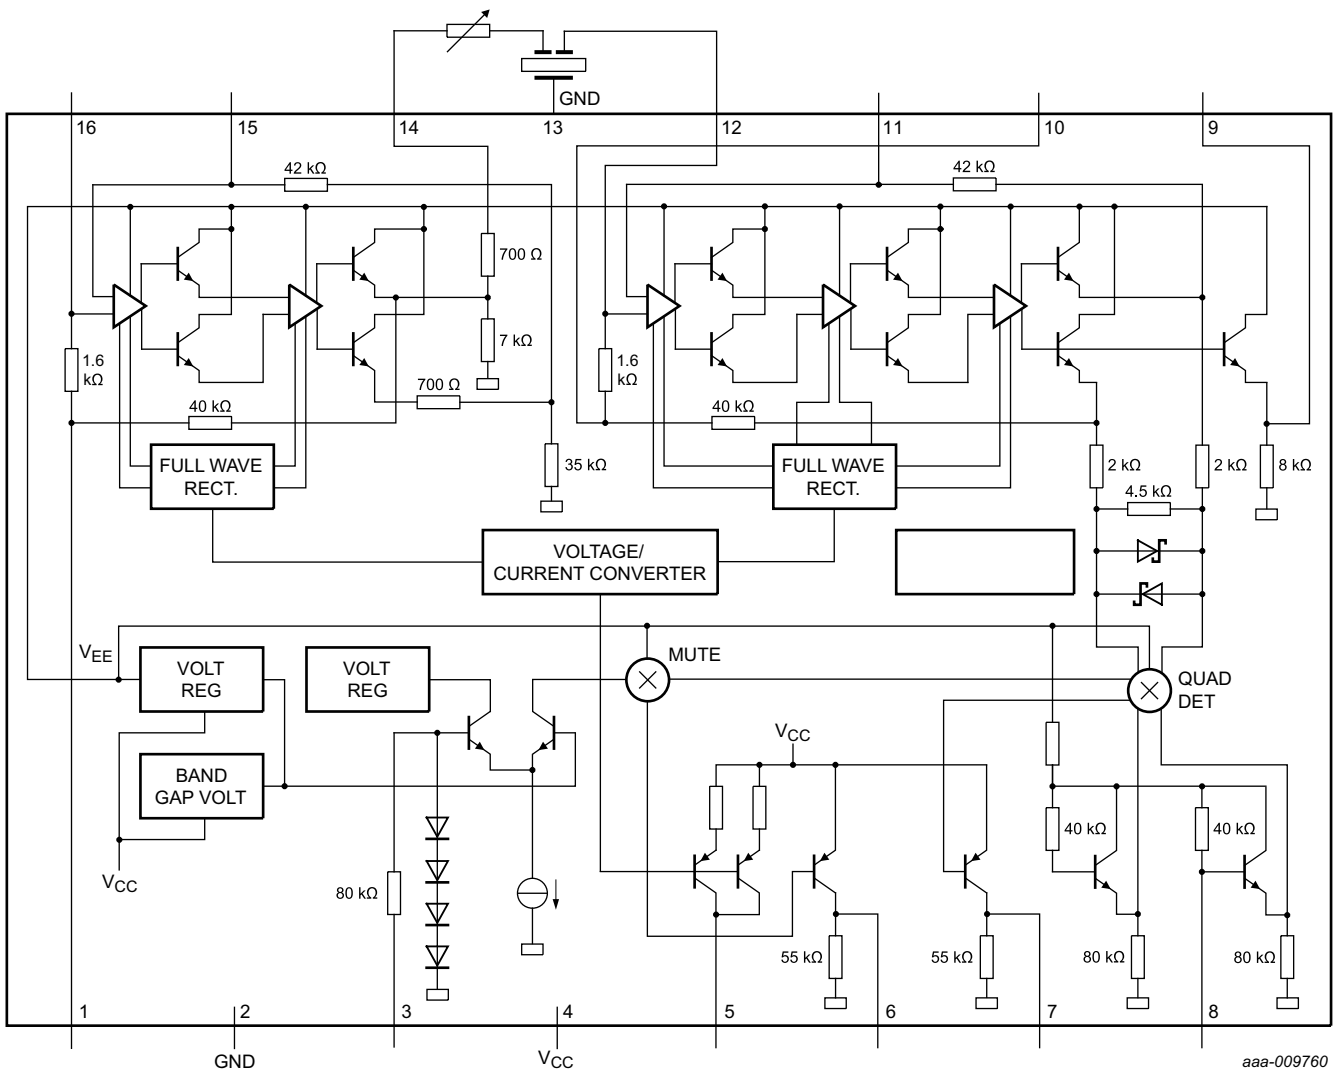 GND
16
15
14
13
12
11
10
9
42 kΩ
42 kΩ
700 Ω
7 kΩ
1.6
kΩ
1.6
kΩ
700 Ω
40 kΩ
40 kΩ
FULL WAVE
RECT.
35 kΩ
FULL WAVE
RECT.
2 kΩ
2 kΩ
8 kΩ
4.5 kΩ
VOLTAGE/
CURRENT CONVERTER
VEE
VOLT
REG
VOLT
REG
MUTE
QUAD
DET
VCC
BAND
GAP VOLT
40 kΩ
40 kΩ
VCC
80 kΩ
55 kΩ
55 kΩ
80 kΩ
80 kΩ
1
2
3
4
5
6
7
8
GND
VCC
aaa-009760